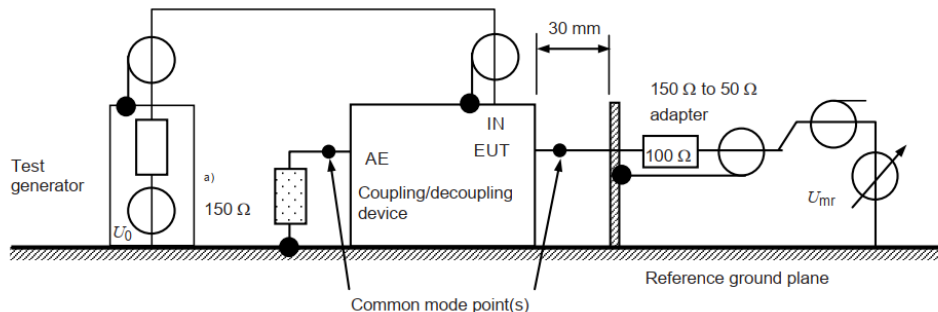 30 mm
150 Ω to 50 Ω
adapter
IN
EUT
100 Ω
AE
Test
generator
a)
150 Ω
Coupling/decoupling
device
U0
Umr
Reference ground plane
Common mode point(s)